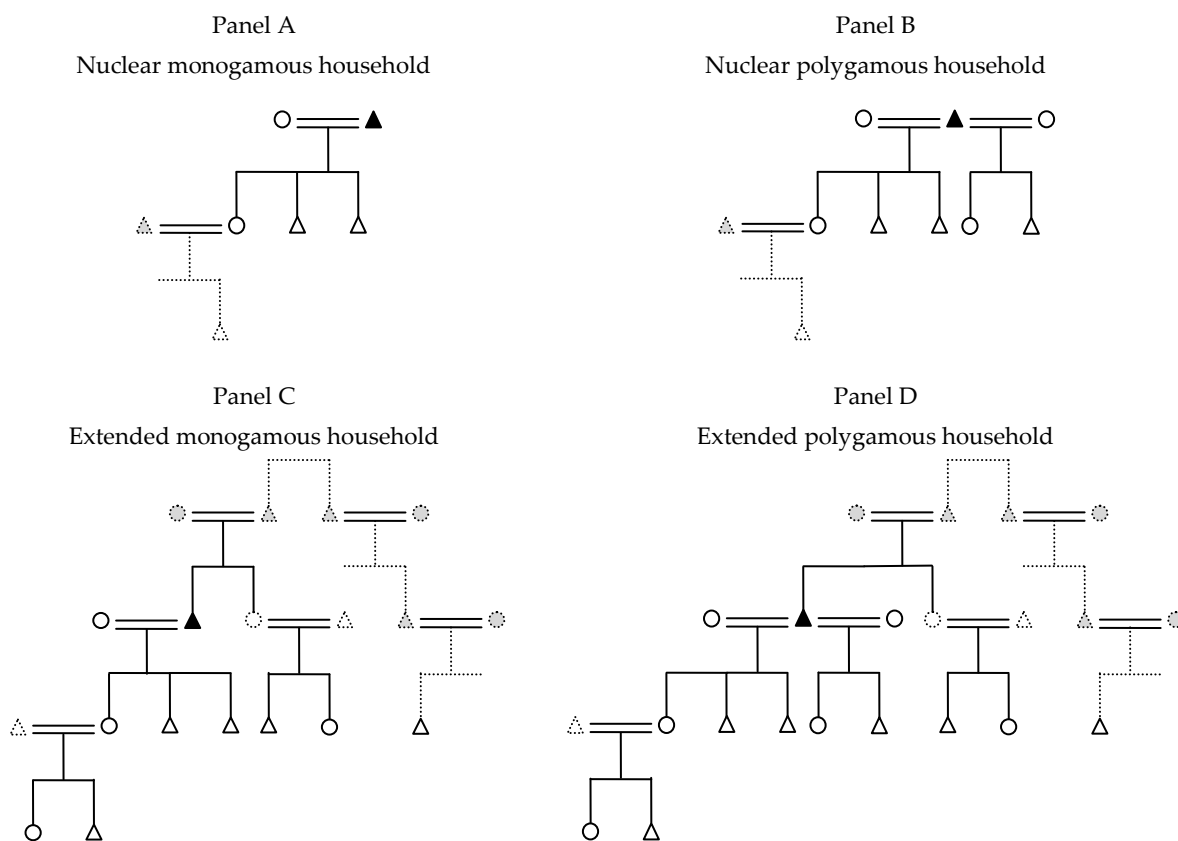 Panel A
Nuclear monogamous household
Panel B
Nuclear polygamous household
Panel C
Extended monogamous household
Panel D
Extended polygamous household